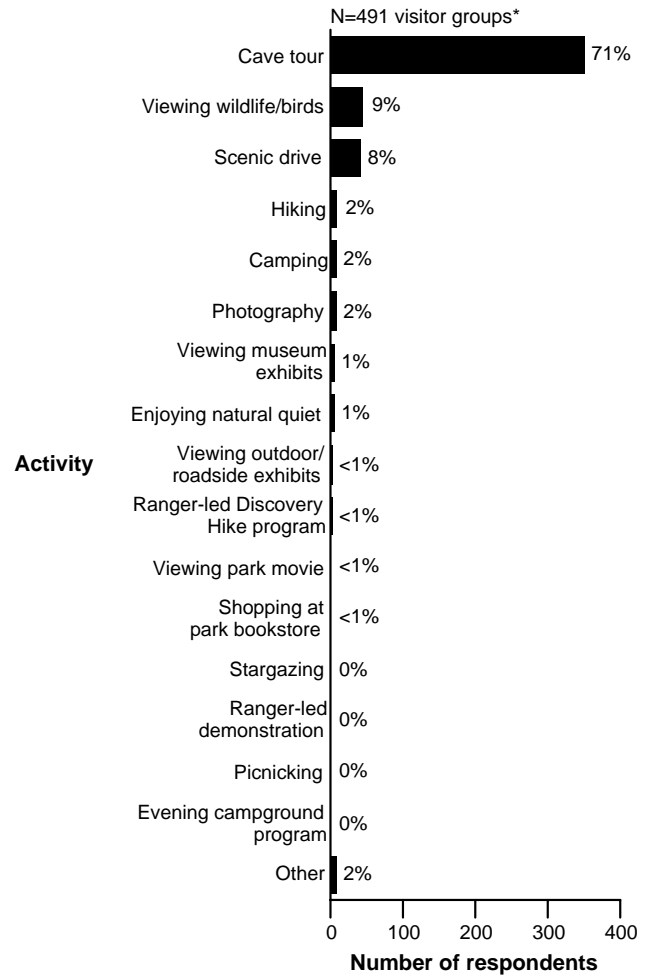 N=491 visitor groups*
Cave tour 71%
Viewing wildlife/birds 9%
Scenic drive 8%
Hiking 2%
Camping 2%
Photography 2%
Viewing museum
exhibits 1%
Enjoying natural quiet 1%
Activity
Viewing outdoor/
roadside exhibits <1%
Ranger-led Discovery
Hike program <1%
Viewing park movie <1%
Shopping at
park bookstore <1%
Stargazing 0%
Ranger-led
demonstration 0%
Picnicking 0%
Evening campground
program 0%
Other 2%
0 100 200 300 400
Number of respondents